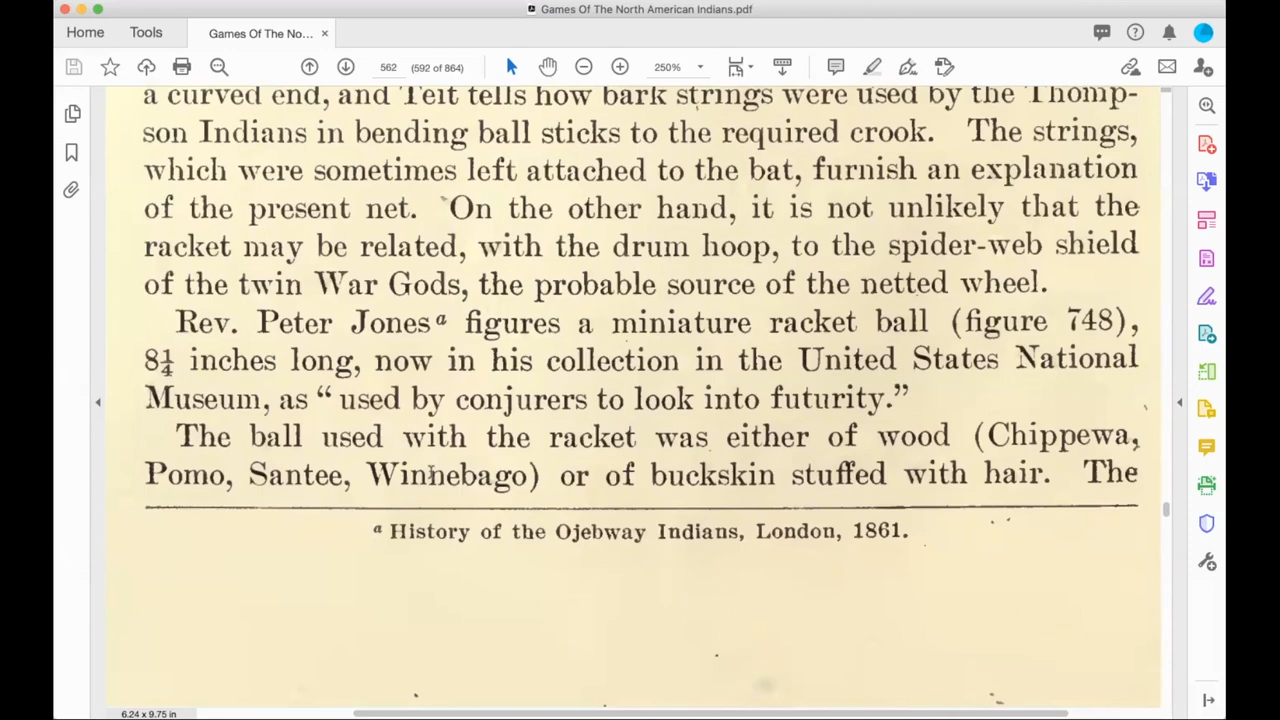 Games Of The North American Indians.pdf
Home
Tools
Games Of The No...
562
(592 of 864)
250%
a curved end, and Teit tells how bark strings were used by the Thomp-
son Indians in bending ball sticks to the required crook. The strings,
which were sometimes left attached to the bat, furnish an explanation
of the present net. On the other hand, it is not unlikely that the
racket may be related, with the drum hoop, to the spider-web shield
of the twin War Gods, the probable source of the netted wheel.
Rev. Peter Jones a figures a miniature racket ball (figure 748),
8¼ inches long, now in his collection in the United States National
Museum, as “used by conjurers to look into futurity.”
The ball used with the racket was either of wood (Chippewa,
Pomo, Santee, Winnebago) or of buckskin stuffed with hair. The
a History of the Ojebway Indians, London, 1861.
6.24 x 9.75 in